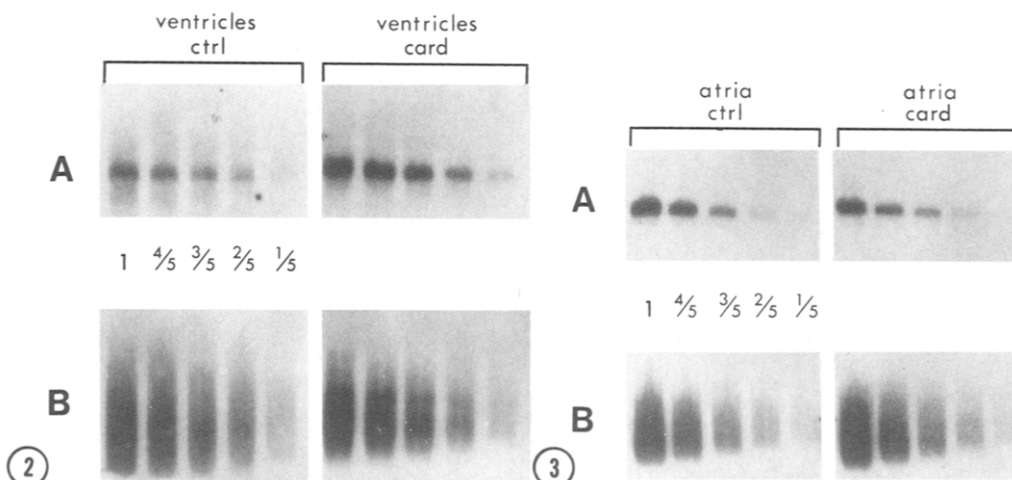 ventricles
ctrl
ventricles
card
A
1 4/5 3/5 2/5 1/5
B
2
atria
ctrl
atria
card
A
1 4/5 3/5 2/5 1/5
B
3